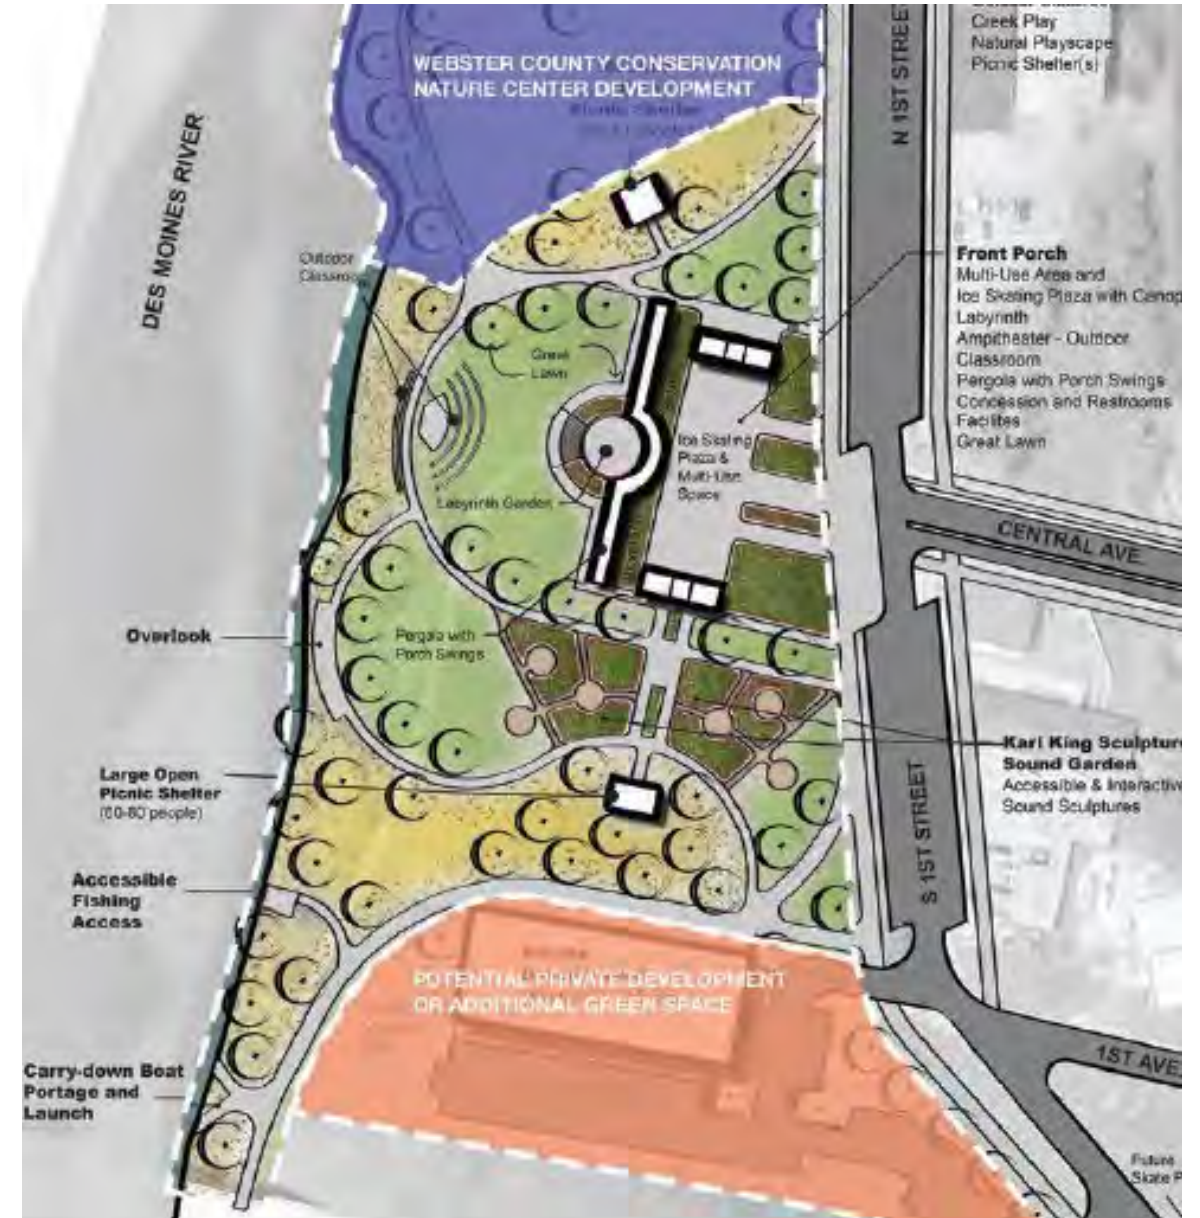 Creek Play
Natural Playscape
Picnic Shelter(s)
WEBSTER COUNTY CONSERVATION
NATURE CENTER DEVELOPMENT
N 1ST STREET
DES MOINES RIVER
Outdoor
Classroom
Front Porch
Multi-Use Area and
Ice Skating Plaza with Canop
Labyrinth
Ampitheater - Outdoor
Classroom
Pergola with Porch Swings
Concession and Restrooms
Facilites
Great Lawn
Great
Lawn
Ice Skating
Plaza &
Multi-Use
Space
Labyrinth Garden
CENTRAL AVE.
Overlook
Pergola with
Porch Swings
Karl King Sculpture
Sound Garden
Accessible & Interactive
Sound Sculptures
Large Open
Picnic Shelter
(60-80 people)
S 1ST STREET
Accessible
Fishing
Access
POTENTIAL PRIVATE DEVELOPMENT
OR ADDITIONAL GREEN SPACE
Carry-down Boat
Portage and
Launch
1ST AVE.
Future
Skate P